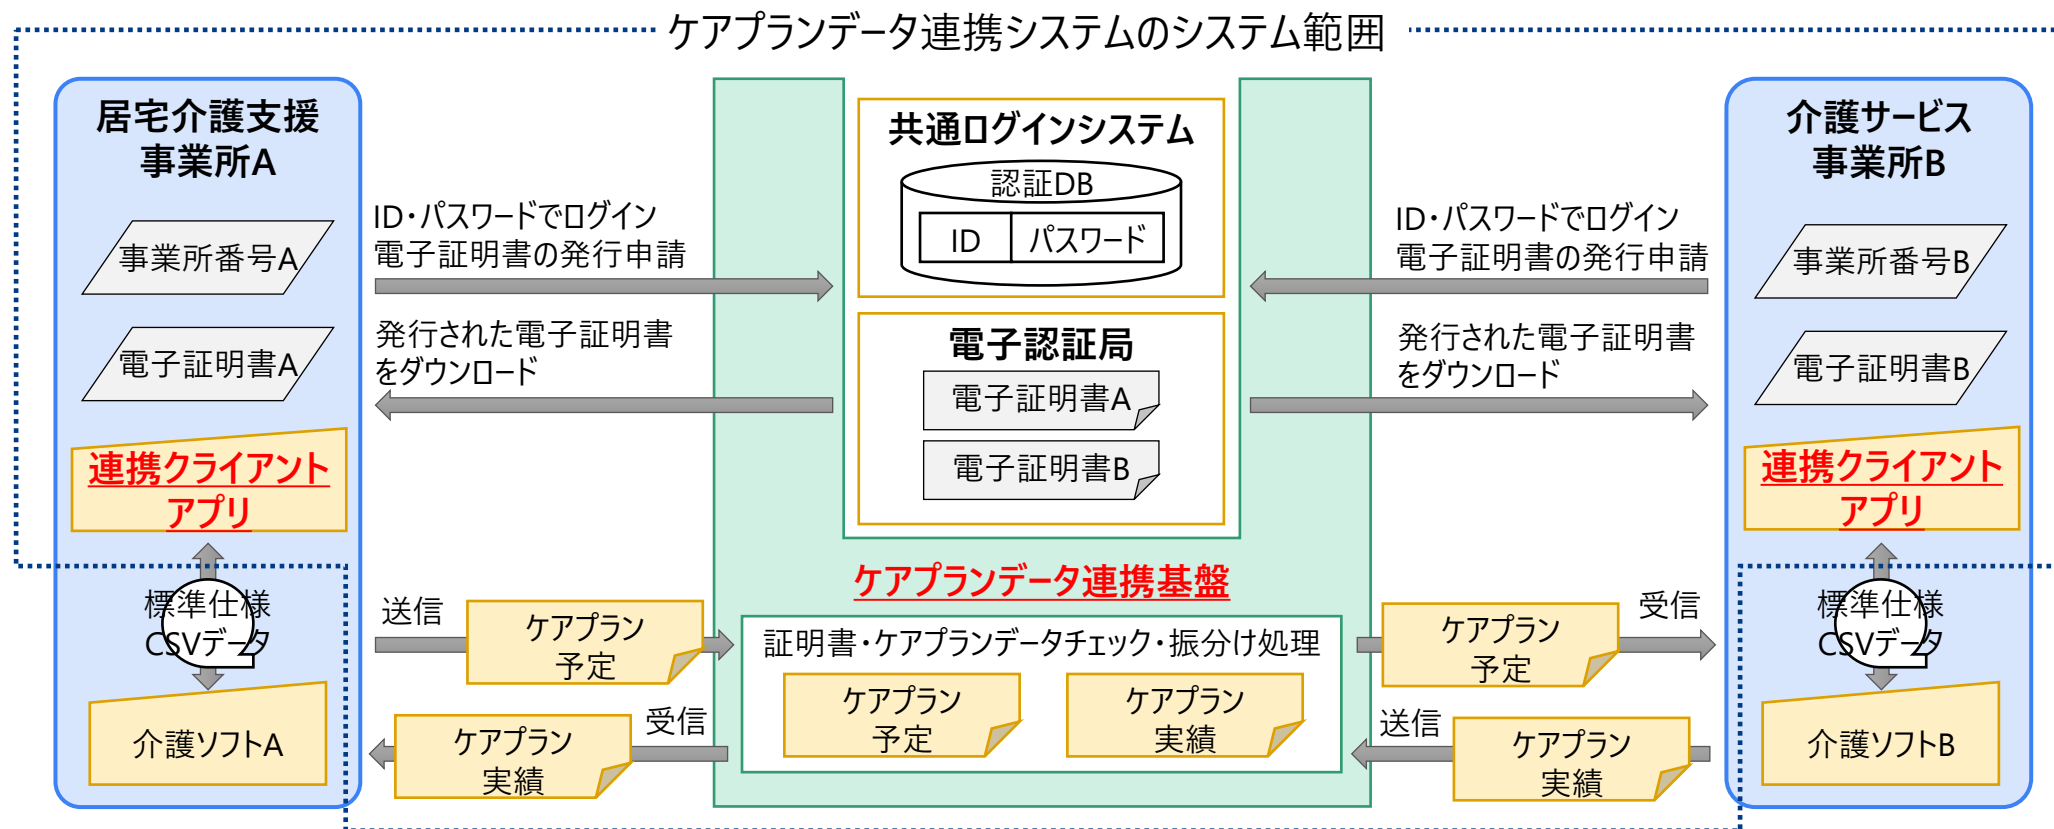 ケアプランデータ連携システムのシステム範囲
居宅介護支援
事業所A
事業所番号A
電子証明書A
連携クライアント
アプリ
標準仕様
CSVデータ
介護ソフトA
ID・パスワードでログイン
電子証明書の発行申請
発行された電子証明書
をダウンロード
送信
ケアプラン
予定
受信
ケアプラン
実績
共通ログインシステム
認証DB
ID
パスワード
電子認証局
電子証明書A
電子証明書B
ケアプランデータ連携基盤
証明書・ケアプランデータチェック・振分け処理
ケアプラン
予定
ケアプラン
実績
ID・パスワードでログイン
電子証明書の発行申請
発行された電子証明書
をダウンロード
ケアプラン
予定
受信
送信
ケアプラン
実績
介護サービス
事業所B
事業所番号B
電子証明書B
連携クライアント
アプリ
標準仕様
CSVデータ
介護ソフトB